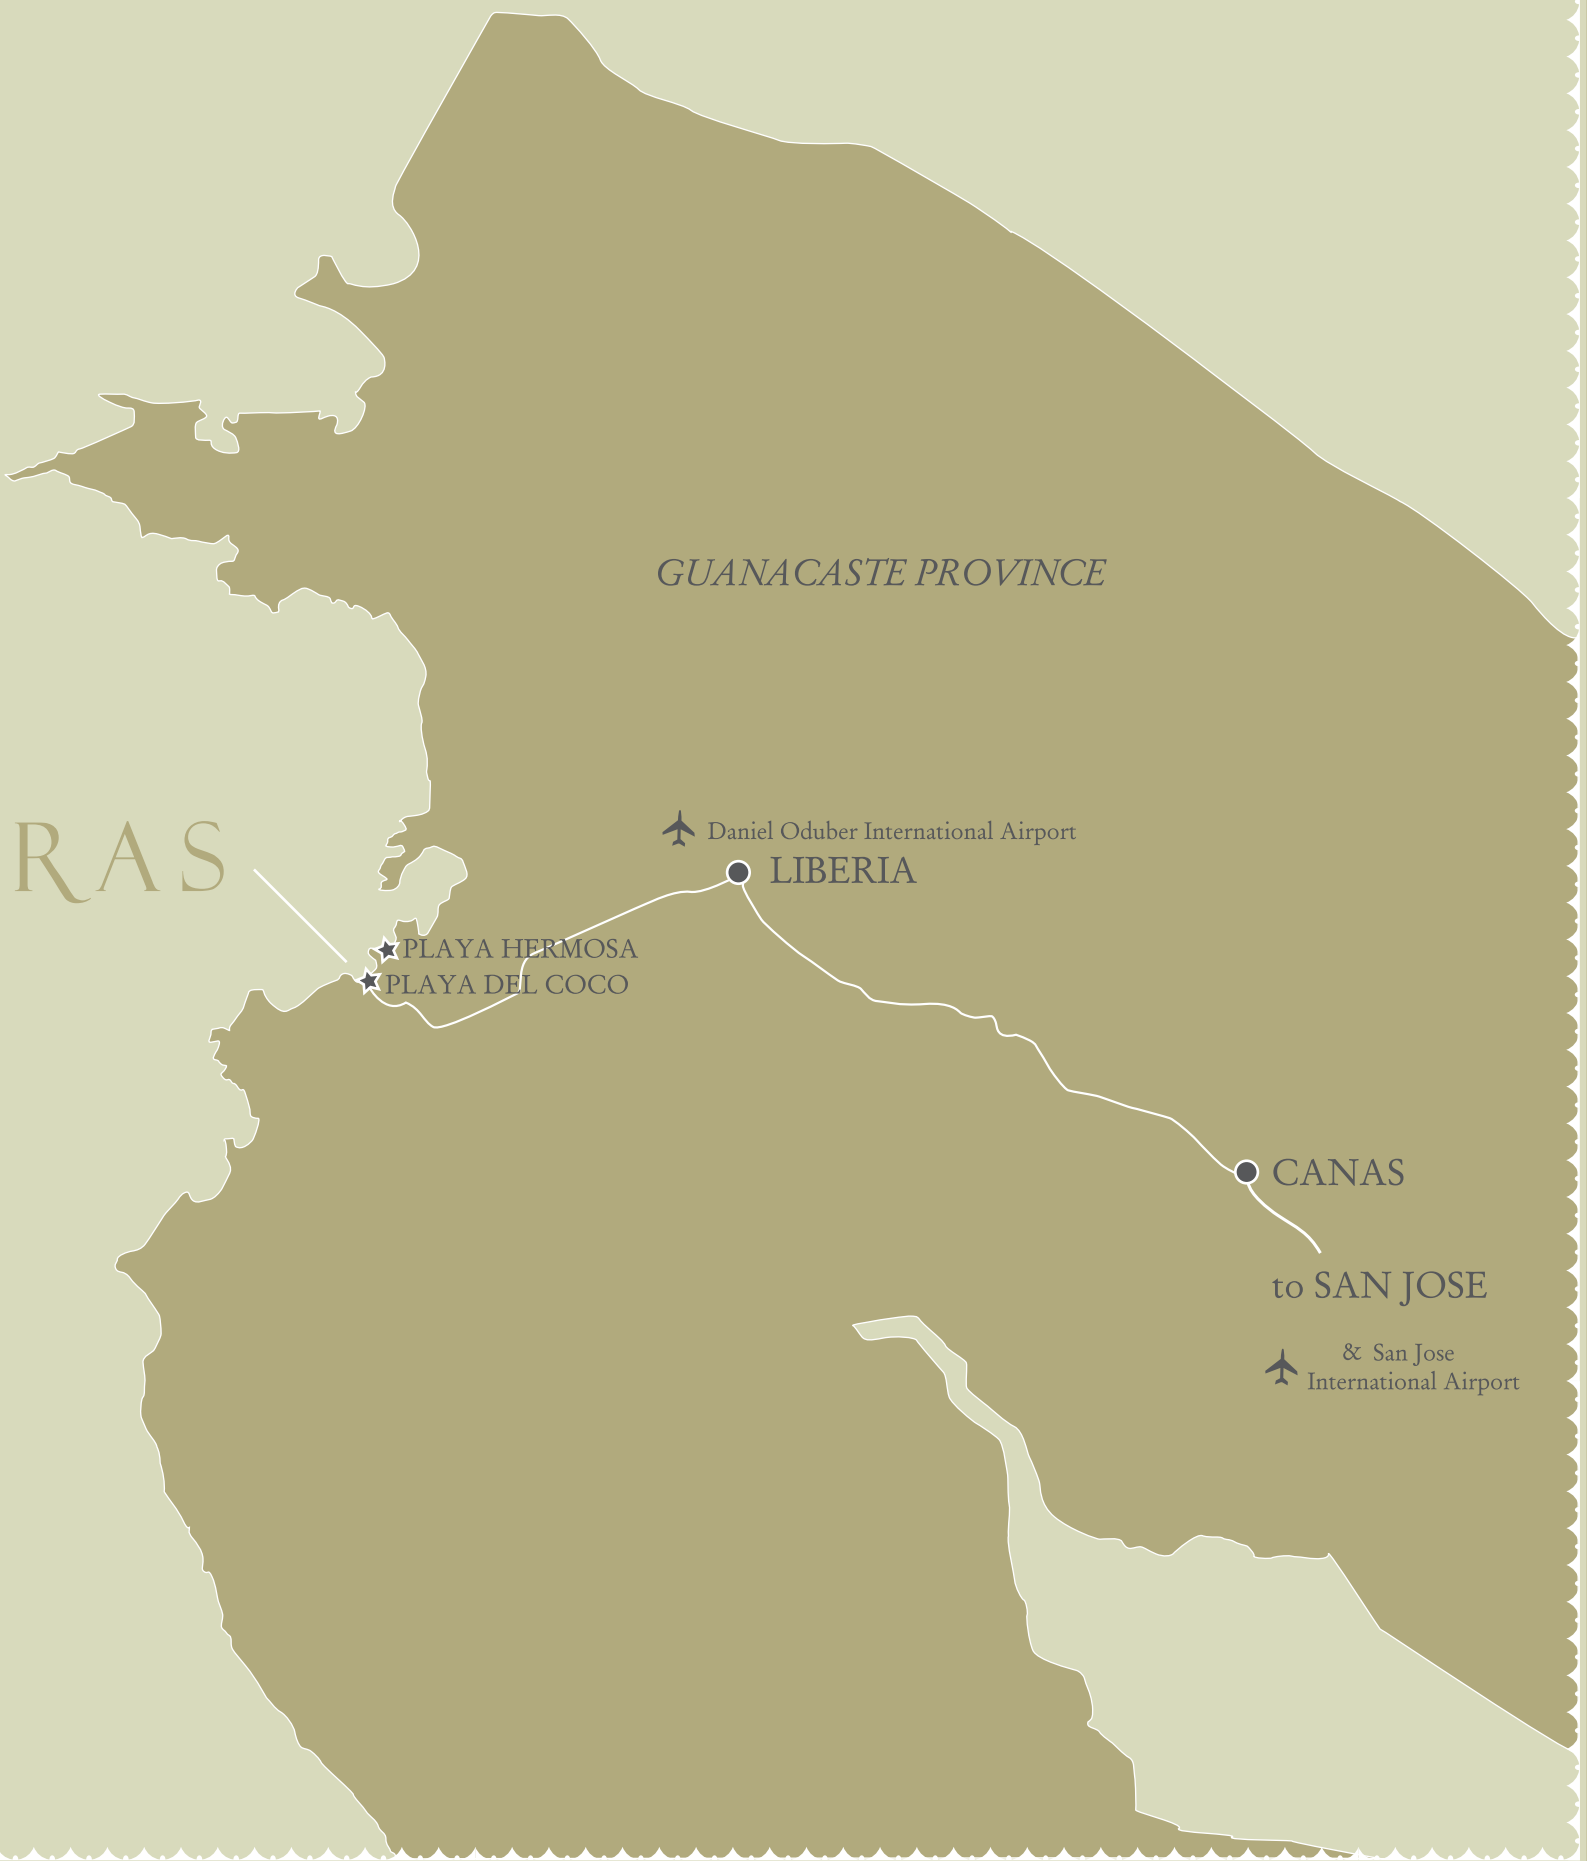 GUANACASTE PROVINCE
Daniel Oduber International Airport
LIBERIA
RAS
PLAYA HERMOSA
PLAYA DEL COCO
CANAS
to SAN JOSE
& San Jose
International Airport